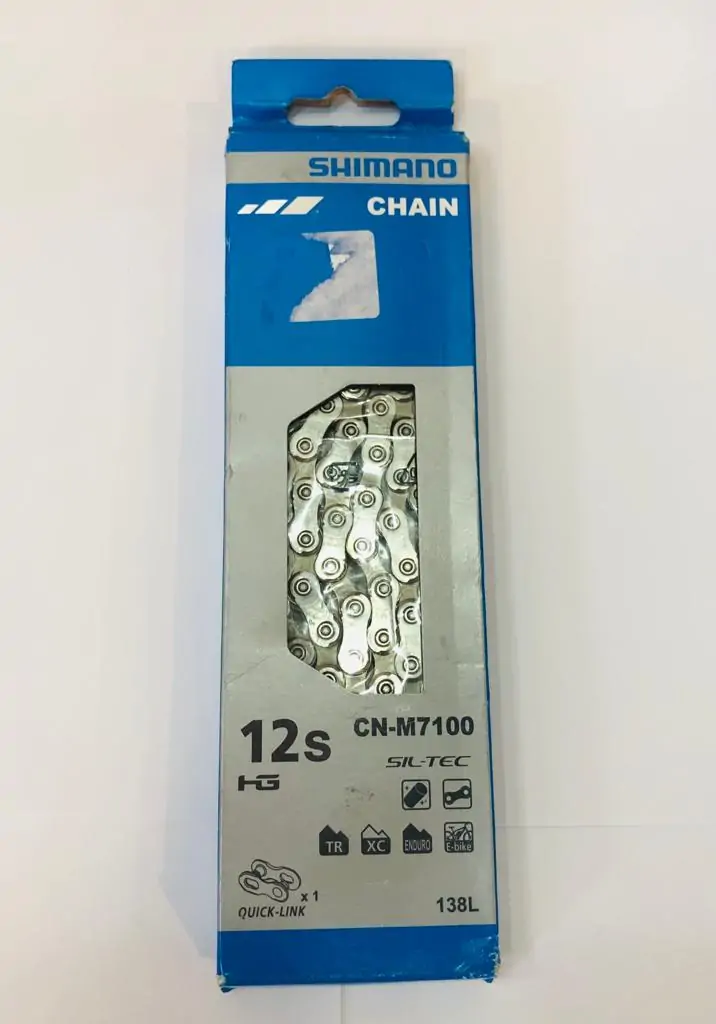 SHIMANO
CHAIN
12s
CN-M7100
HG
SIL-TEC
TR
XC
ENDURO
E-bike
x 1
QUICK-LINK
138L